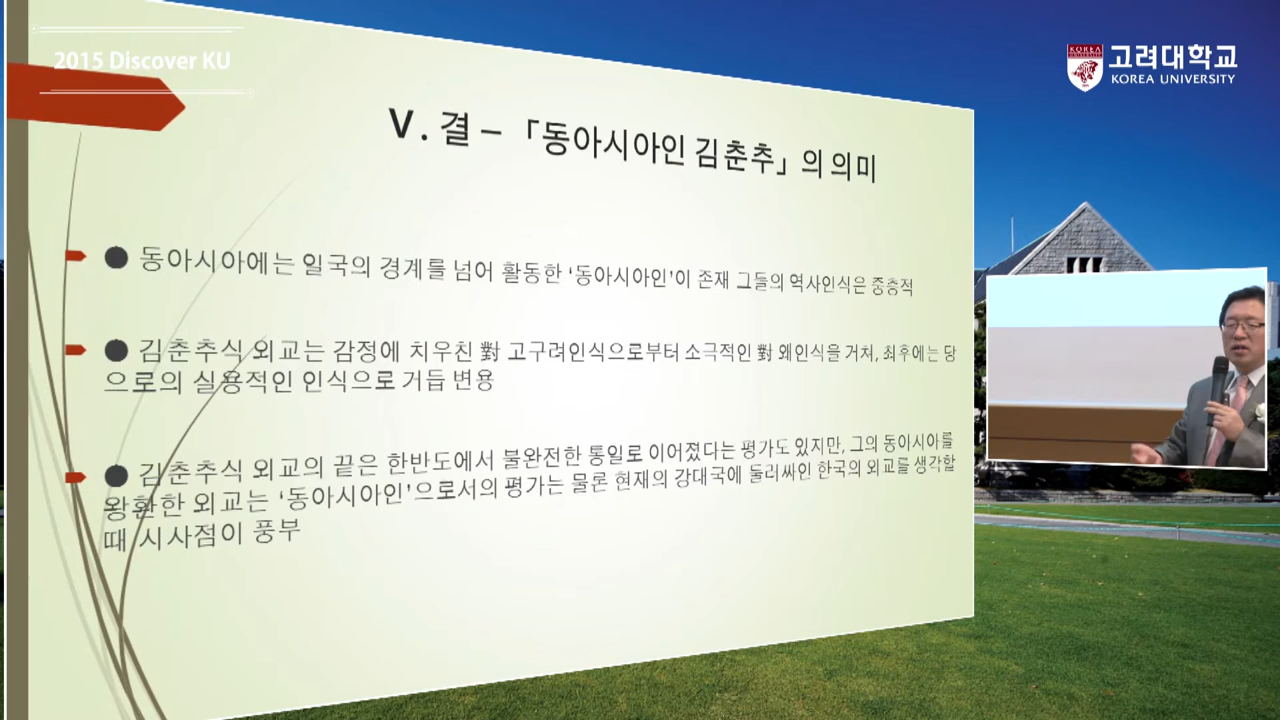 2015 Discover KU
KOREA
고려대학교
KOREA UNIVERSITY
Ⅴ. 결 – 「동아시아인 김춘추」의 의미
● 동아시아에는 일국의 경계를 넘어 활동한 ‘동아시아인’이 존재 그들의 역사인식은 중층적
● 김춘추식 외교는 감정에 치우친 對 고구려인식으로부터 소극적인 對 왜인식을 거쳐, 최후에는 당
으로의 실용적인 인식으로 거듭 변용
● 김춘추식 외교의 끝은 한반도에서 불완전한 통일로 이어졌다는 평가도 있지만, 그의 동아시아를
왕환한 외교는 ‘동아시아인’으로서의 평가는 물론 현재의 강대국에 둘러싸인 한국의 외교를 생각할
때 시사점이 풍부